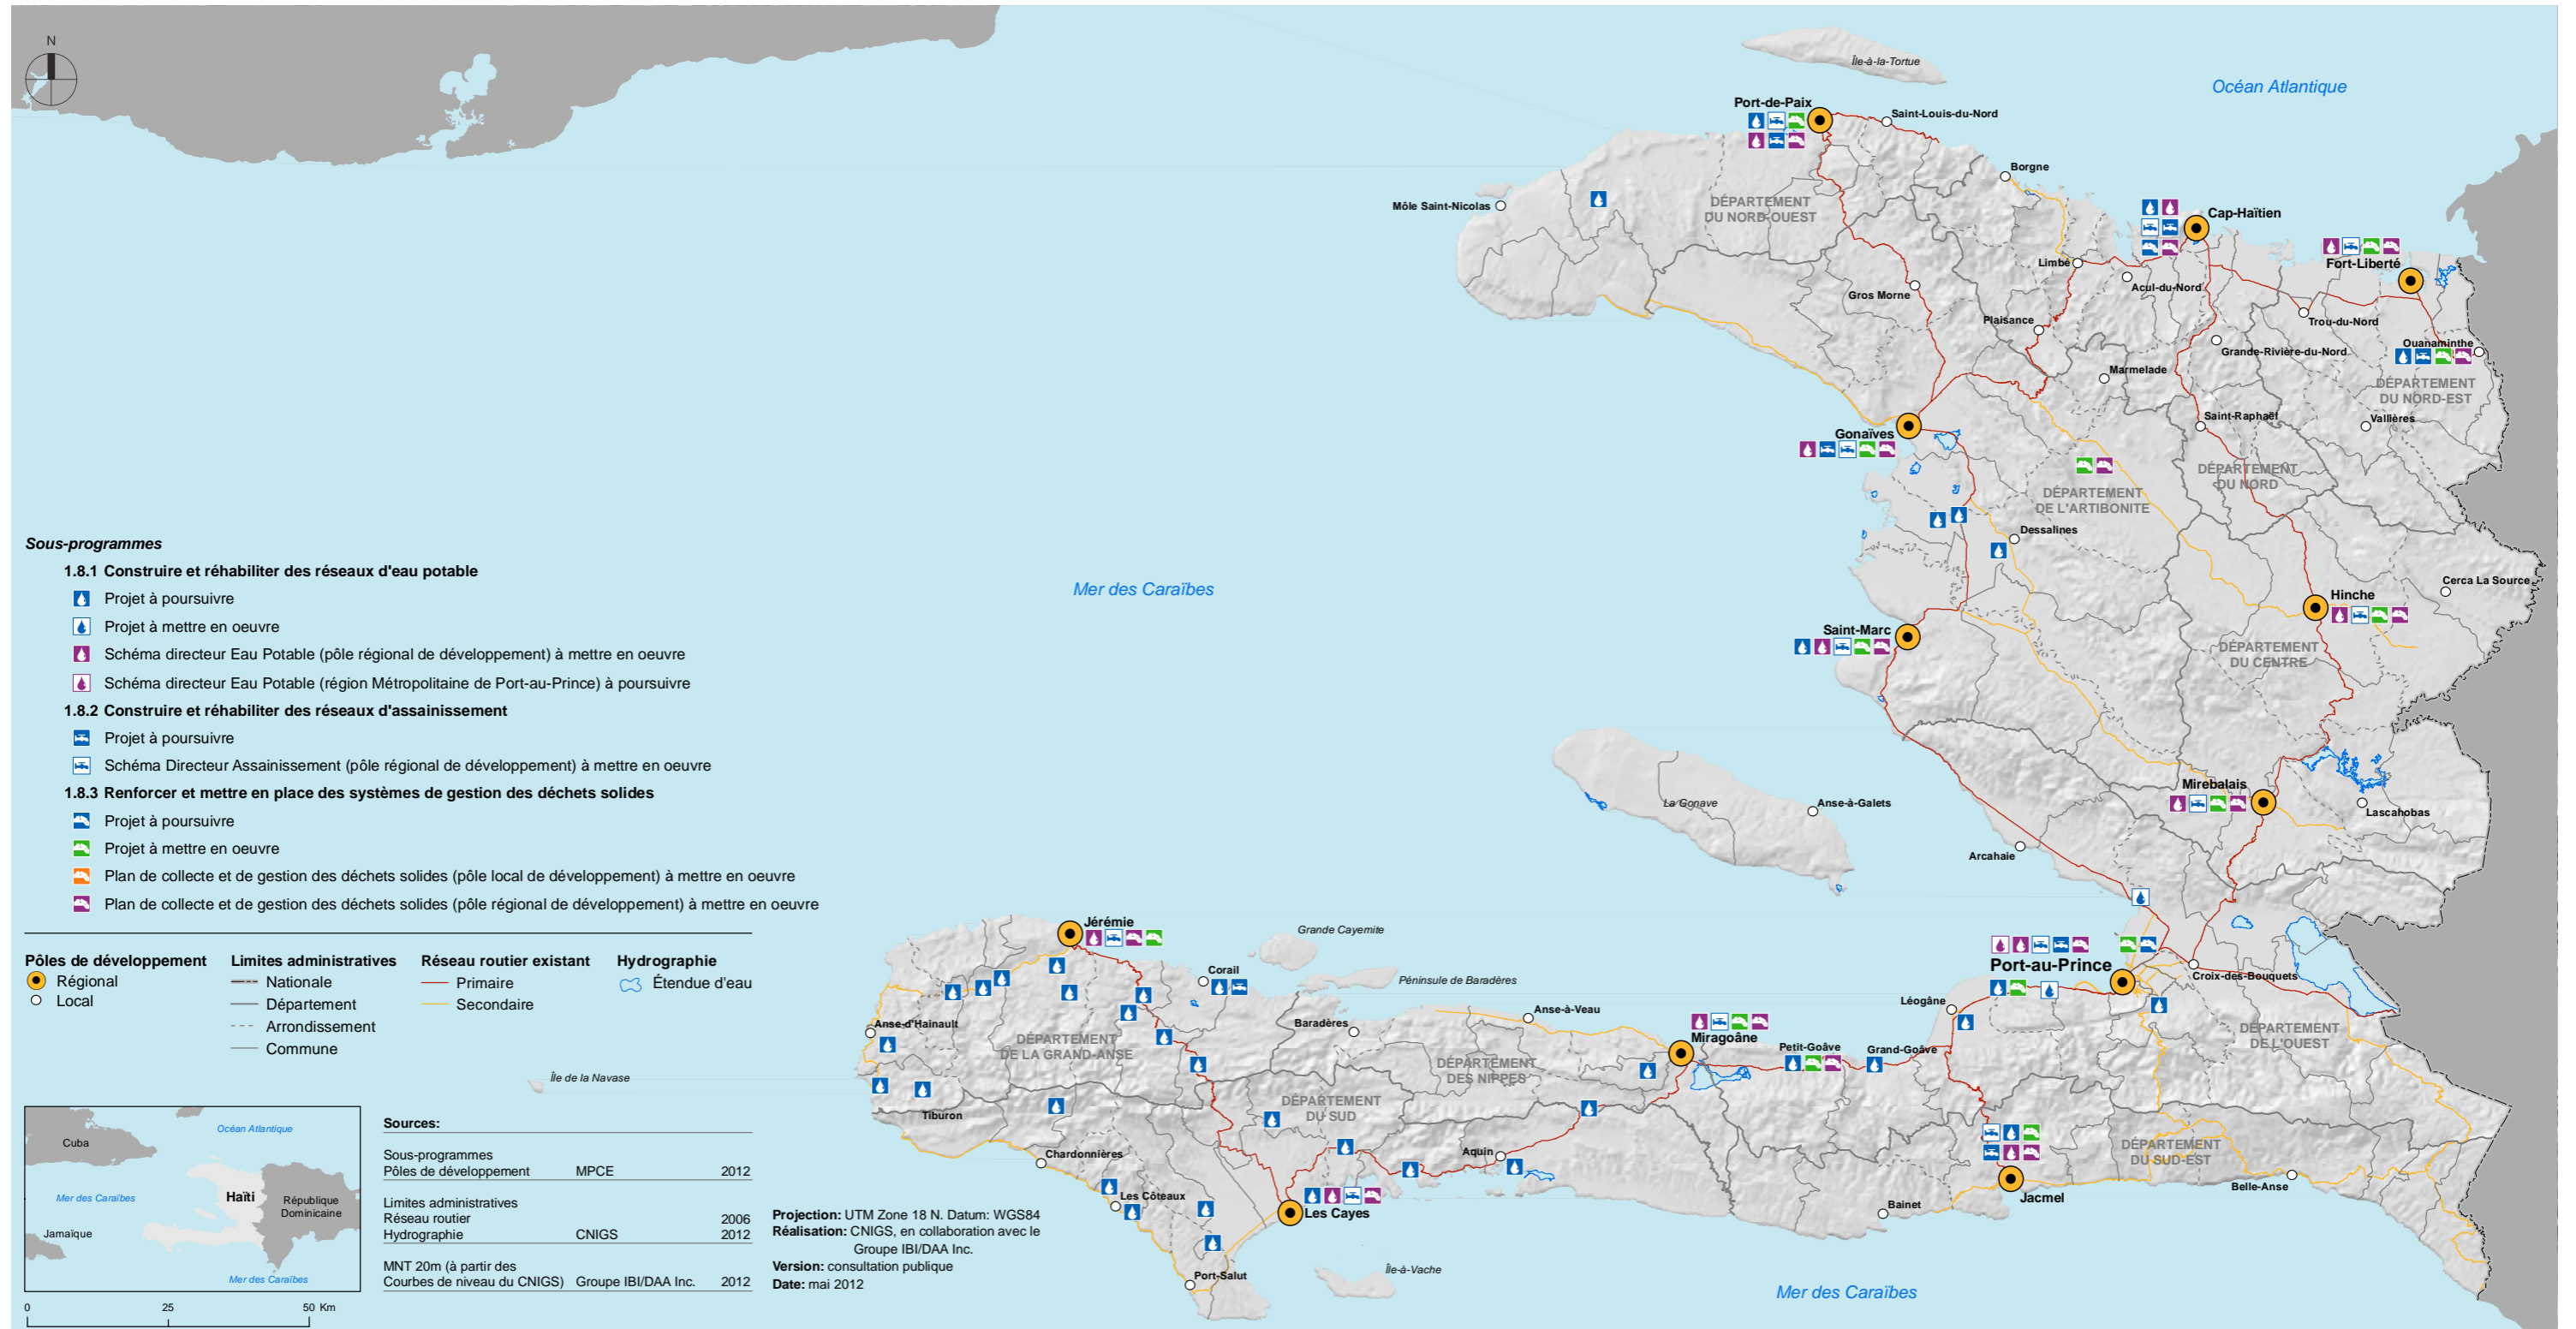 N
Océan Atlantique
Île-à-la-Tortue
Port-de-Paix
Saint-Louis-du-Nord
Borgne
Môle Saint-Nicolas
DÉPARTEMENT
DU NORD-OUEST
Cap-Haïtien
Fort-Liberté
Limbé
Acul-du-Nord
Gros Morne
Plaisance
Trou-du-Nord
Ouanaminthe
Grande-Rivière-du-Nord
Marmelade
DÉPARTEMENT
DU NORD-EST
Saint-Raphaël
Vallières
Gonaïves
DÉPARTEMENT
DU NORD
DÉPARTEMENT
DE L'ARTIBONITE
Dessalines
Cerca La Source
Hinche
Mer des Caraïbes
Saint-Marc
DÉPARTEMENT
DU CENTRE
Mirebalais
Lascahobas
La Gonave
Anse-à-Galets
Arcahaie
Sous-programmes
1.8.1 Construire et réhabiliter des réseaux d'eau potable
Projet à poursuivre
Projet à mettre en oeuvre
Schéma directeur Eau Potable (pôle régional de développement) à mettre en oeuvre
Schéma directeur Eau Potable (région Métropolitaine de Port-au-Prince) à poursuivre
1.8.2 Construire et réhabiliter des réseaux d'assainissement
Projet à poursuivre
Schéma Directeur Assainissement (pôle régional de développement) à mettre en oeuvre
1.8.3 Renforcer et mettre en place des systèmes de gestion des déchets solides
Projet à poursuivre
Projet à mettre en oeuvre
Plan de collecte et de gestion des déchets solides (pôle local de développement) à mettre en oeuvre
Plan de collecte et de gestion des déchets solides (pôle régional de développement) à mettre en oeuvre
Pôles de développement
Régional
Local
Limites administratives
Nationale
Département
Arrondissement
Commune
Réseau routier existant
Primaire
Secondaire
Hydrographie
Étendue d'eau
Jérémie
Grande Cayemite
Corail
Péninsule de Baradères
Port-au-Prince
Croix-des-Bouquets
Léogâne
Anse-d'Hainault
Baradères
Anse-à-Veau
Miragoâne
Petit-Goâve
Grand-Goâve
DÉPARTEMENT
DE L'OUEST
DÉPARTEMENT
DE LA GRAND-ANSE
DÉPARTEMENT
DES NIPPES
Île de la Navase
DÉPARTEMENT
DU SUD
Tiburon
Chardonnières
Aquin
DÉPARTEMENT
DU SUD-EST
Les Côteaux
Les Cayes
Jacmel
Bainet
Belle-Anse
Port-Salut
Île-à-Vache
Mer des Caraïbes
Cuba
Océan Atlantique
Mer des Caraïbes
Haïti
République
Dominicaine
Jamaïque
Mer des Caraïbes
0 25 50 Km
Sources:
Sous-programmes
Pôles de développement MPCE 2012
Limites administratives
Réseau routier 2006
Hydrographie CNIGS 2012
MNT 20m (à partir des
Courbes de niveau du CNIGS) Groupe IBI/DAA Inc. 2012
Projection: UTM Zone 18 N. Datum: WGS84
Réalisation: CNIGS, en collaboration avec le
Groupe IBI/DAA Inc.
Version: consultation publique
Date: mai 2012